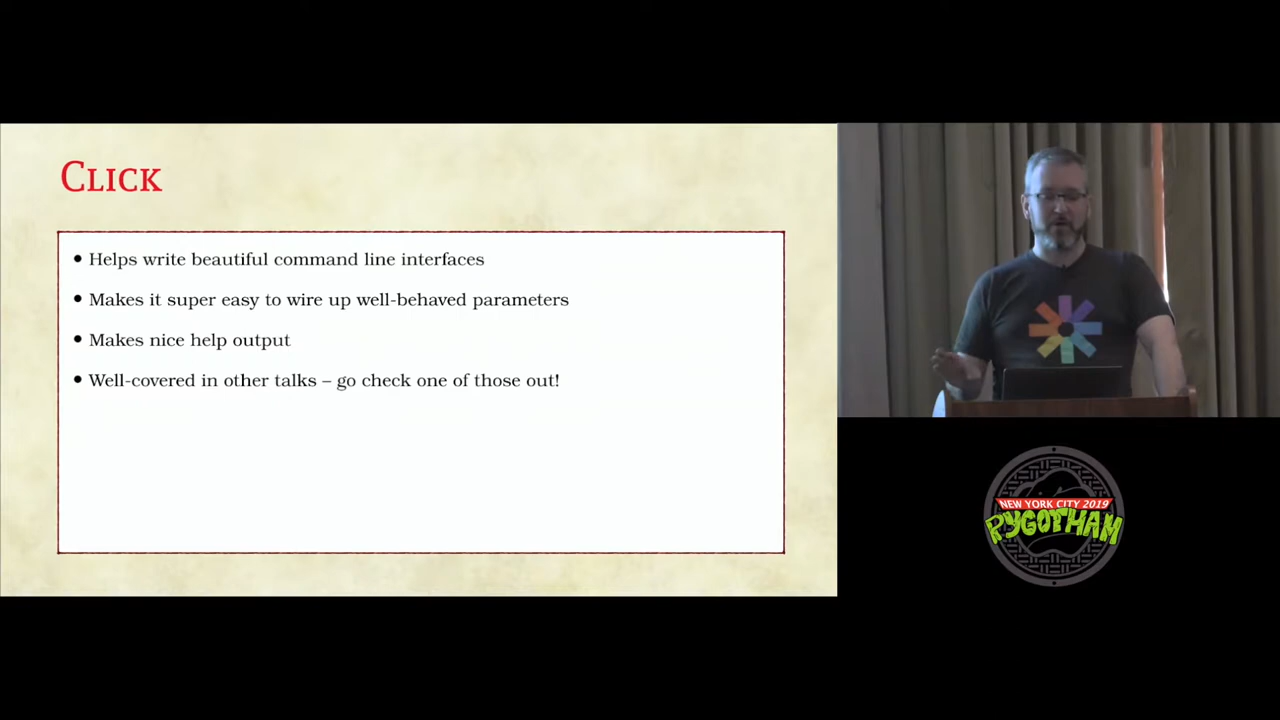 Click
• Helps write beautiful command line interfaces
• Makes it super easy to wire up well-behaved parameters
• Makes nice help output
• Well-covered in other talks – go check one of those out!
NEW YORK CITY 2019
PYGOTHAM